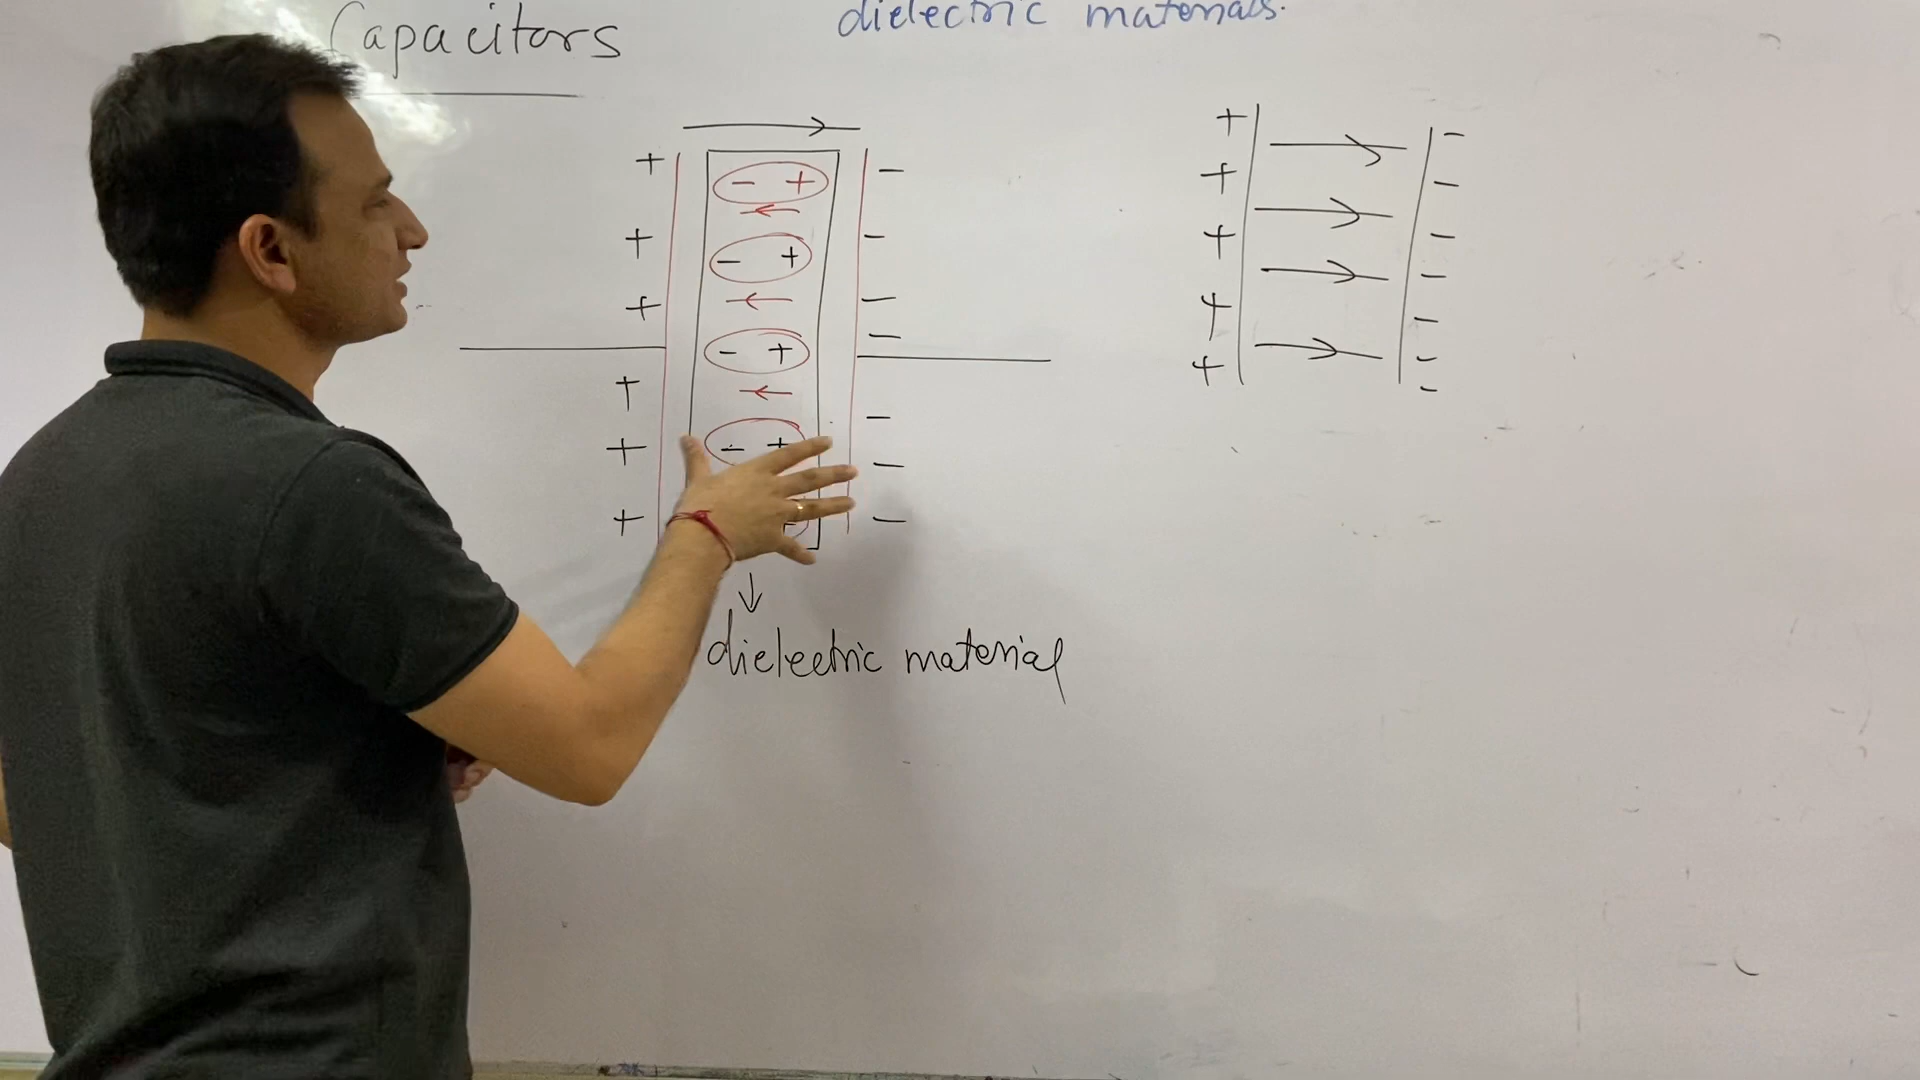 Capacitors
dielectric materials.
+ - + -
+ - + -
+ - + -
+ -
+ - + -
+ -
+ -
+ -
+ -
+ -
+ -
-
-
-
-
-
-
-
dielectric material